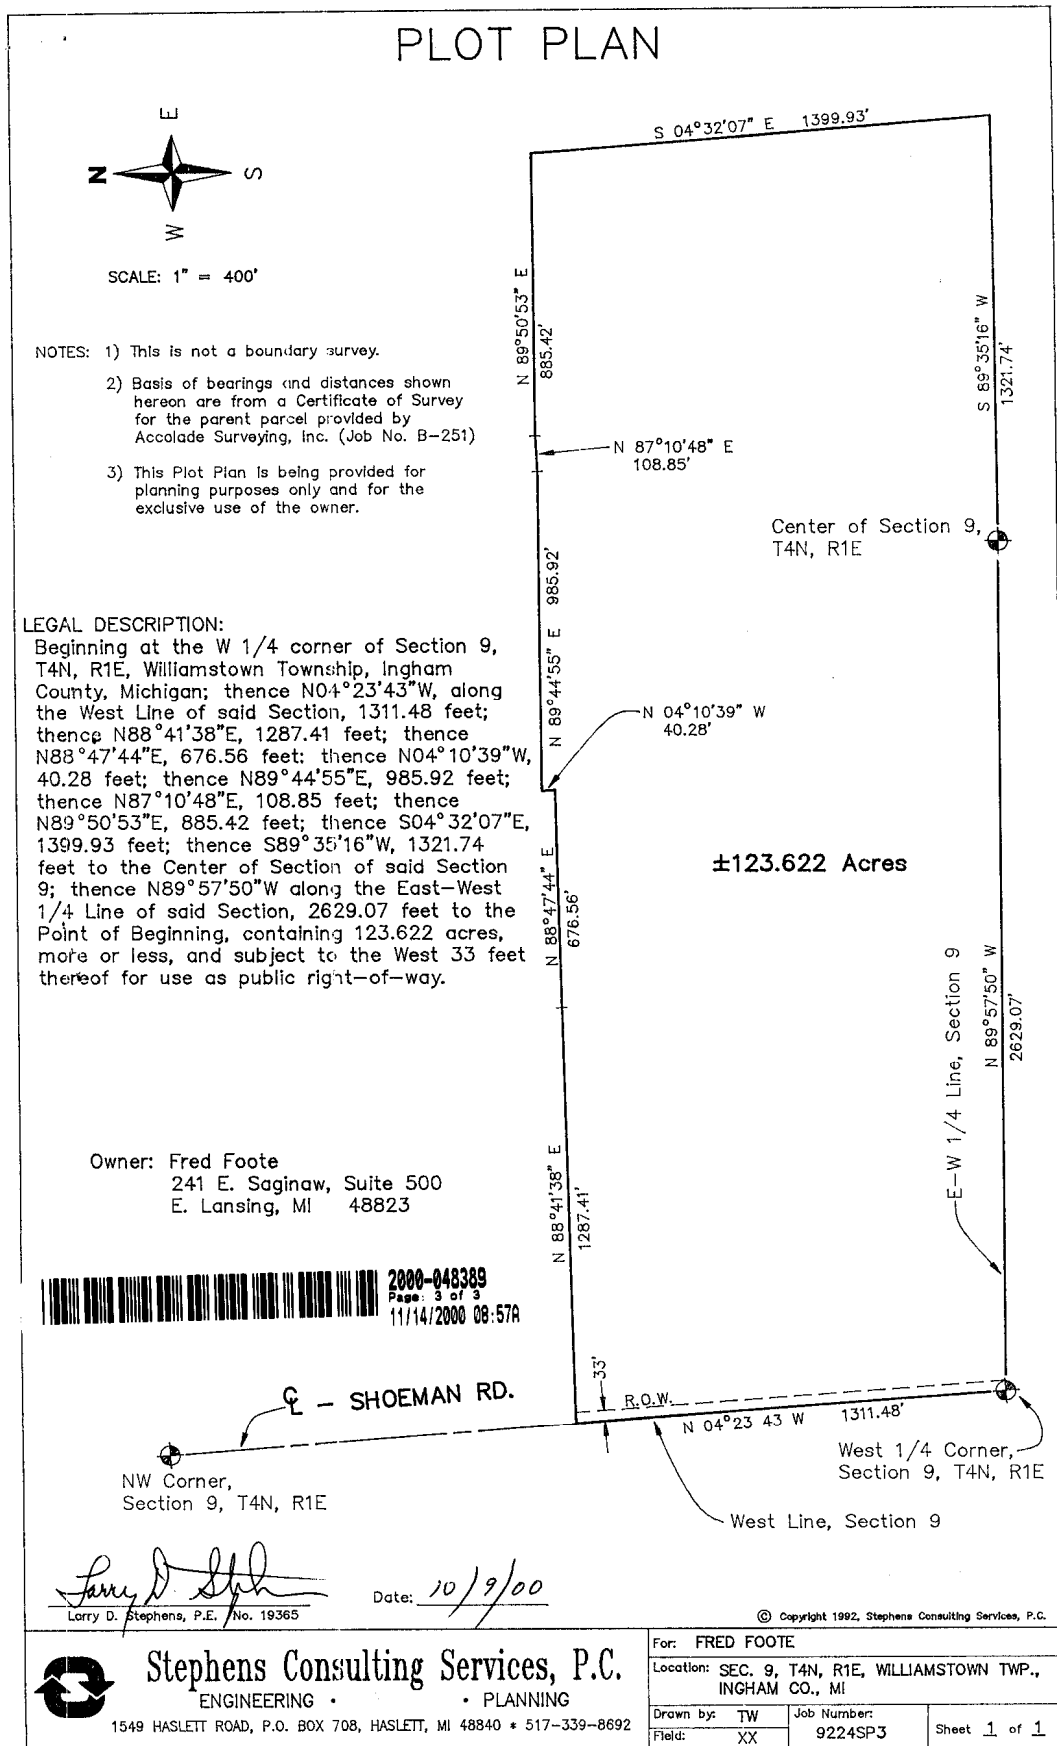 PLOT PLAN
E
N
S
W
SCALE: 1" = 400'
S 04°32'07" E 1399.93'
N 89°50'53" E
885.42'
S 89°35'16" W
1321.74'
NOTES: 1) This is not a boundary survey.
2) Basis of bearings and distances shown
hereon are from a Certificate of Survey
for the parent parcel provided by
Accolade Surveying, Inc. (Job No. B-251)
3) This Plot Plan is being provided for
planning purposes only and for the
exclusive use of the owner.
N 87°10'48" E
108.85'
Center of Section 9,
T4N, R1E
N 89°44'55" E 985.92'
N 04°10'39" W
40.28'
LEGAL DESCRIPTION:
Beginning at the W 1/4 corner of Section 9,
T4N, R1E, Williamstown Township, Ingham
County, Michigan; thence N04°23'43"W, along
the West Line of said Section, 1311.48 feet;
thence N88°41'38"E, 1287.41 feet; thence
N88°47'44"E, 676.56 feet; thence N04°10'39"W,
40.28 feet; thence N89°44'55"E, 985.92 feet;
thence N87°10'48"E, 108.85 feet; thence
N89°50'53"E, 885.42 feet; thence S04°32'07"E,
1399.93 feet; thence S89°35'16"W, 1321.74
feet to the Center of Section of said Section
9; thence N89°57'50"W along the East-West
1/4 Line of said Section, 2629.07 feet to the
Point of Beginning, containing 123.622 acres,
more or less, and subject to the West 33 feet
thereof for use as public right-of-way.
±123.622 Acres
N 88°47'44" E
676.56'
E-W 1/4 Line, Section 9
N 89°57'50" W
2629.07'
N 88°41'38" E
1287.41'
Owner: Fred Foote
241 E. Saginaw, Suite 500
E. Lansing, MI 48823
2000-048389
Page: 3 of 3
11/14/2000 08:57A
℄ - SHOEMAN RD.
33'
R.O.W.
N 04°23 43 W 1311.48'
West 1/4 Corner,
Section 9, T4N, R1E
NW Corner,
Section 9, T4N, R1E
West Line, Section 9
Larry D. Stephens
Larry D. Stephens, P.E. No. 19365
Date: 10/9/00
© Copyright 1992, Stephens Consulting Services, P.C.
Stephens Consulting Services, P.C.
ENGINEERING • • PLANNING
1549 HASLETT ROAD, P.O. BOX 708, HASLETT, MI 48840 * 517-339-8692
For: FRED FOOTE
Location: SEC. 9, T4N, R1E, WILLIAMSTOWN TWP.,
INGHAM CO., MI
Drawn by: TW
Field: XX
Job Number:
9224SP3
Sheet 1 of 1